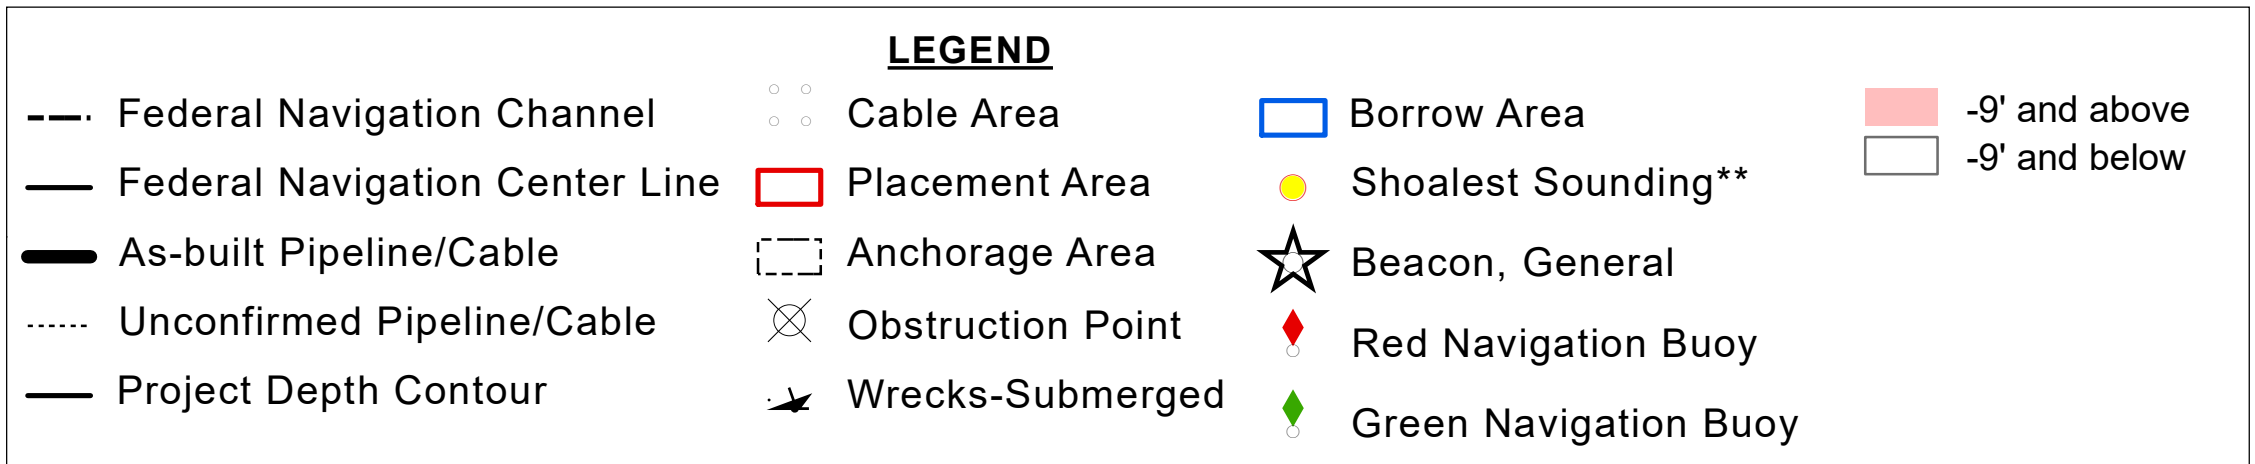 LEGEND
Federal Navigation Channel
Federal Navigation Center Line
As-built Pipeline/Cable
Unconfirmed Pipeline/Cable
Project Depth Contour
Cable Area
Placement Area
Anchorage Area
Obstruction Point
Wrecks-Submerged
Borrow Area
Shoalest Sounding**
Beacon, General
Red Navigation Buoy
Green Navigation Buoy
-9' and above
-9' and below